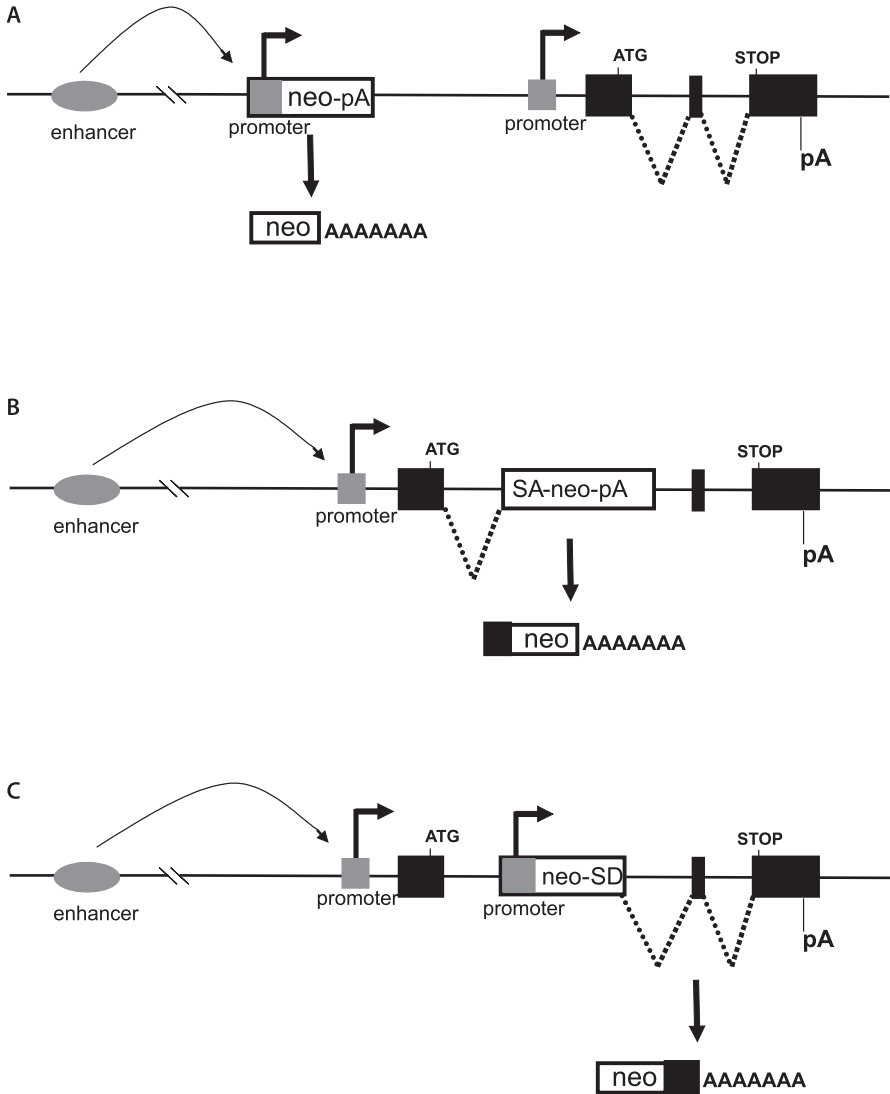 A
ATG
STOP
neo-pA
enhancer
promoter
promoter
pA
neo AAAAAAA
B
ATG
STOP
SA-neo-pA
enhancer
promoter
pA
neo AAAAAAA
C
ATG
STOP
neo-SD
enhancer
promoter
promoter
pA
neo AAAAAAA